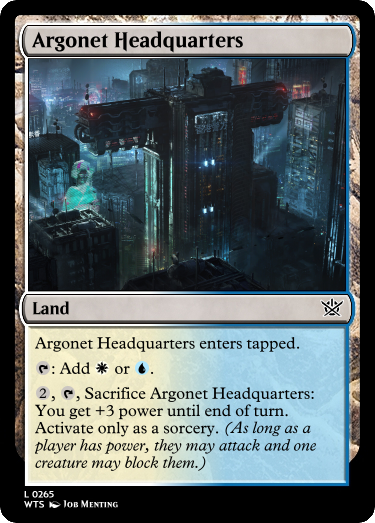 Argonet Headquarters
Land
Argonet Headquarters enters tapped.
: Add or .
2, , Sacrifice Argonet Headquarters:
You get +3 power until end of turn.
Activate only as a sorcery. (As long as a
player has power, they may attack and one
creature may block them.)
L 0265
WTS Job Menting